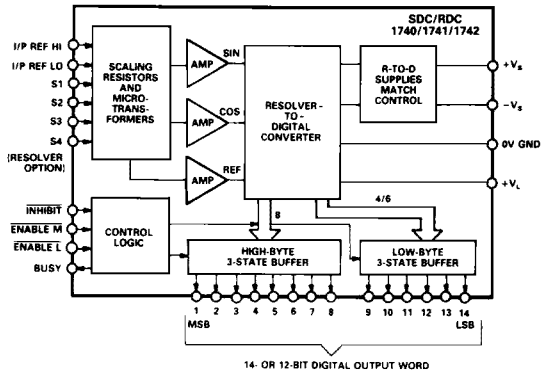 SDC/RDC
1740/1741/1742
I/P REF HI
I/P REF LO
S1
S2
S3
S4
(RESOLVER
OPTION)
SCALING
RESISTORS
AND
MICRO-
TRANS-
FORMERS
AMP
SIN
AMP
COS
AMP
REF
RESOLVER-
TO-
DIGITAL
CONVERTER
R-TO-D
SUPPLIES
MATCH
CONTROL
+Vs
-Vs
0V GND
+VL
INHIBIT
ENABLE M
ENABLE L
BUSY
CONTROL
LOGIC
8
4/6
HIGH-BYTE
3-STATE BUFFER
LOW-BYTE
3-STATE BUFFER
1 2 3 4 5 6 7 8 9 10 11 12 13 14
MSB LSB
14- OR 12-BIT DIGITAL OUTPUT WORD